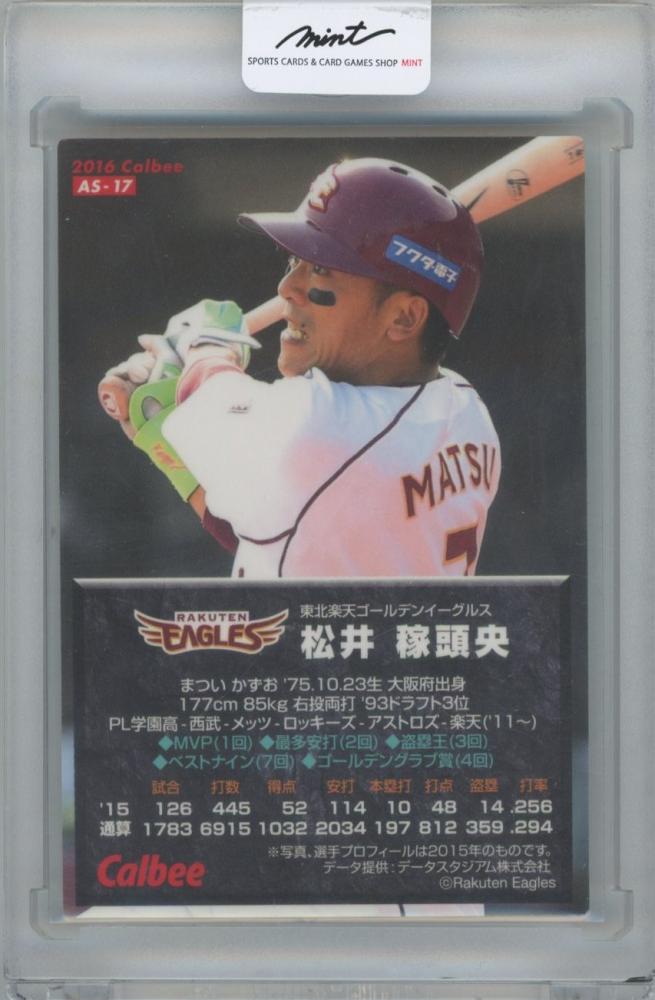 mint
SPORTS CARDS & CARD GAMES SHOP MINT
2016 Calbee
AS-17
フクダ電子
MATSU
7
RAKUTEN
EAGLES
東北楽天ゴールデンイーグルス
松井 稼頭央
まつい かずお '75.10.23生 大阪府出身
177cm 85kg 右投両打 '93ドラフト3位
PL学園高-西武-メッツ-ロッキーズ-アストロズ-楽天('11～)
◆MVP(1回) ◆最多安打(2回) ◆盗塁王(3回)
◆ベストナイン(7回) ◆ゴールデングラブ賞(4回)
試合 打数 得点 安打 本塁打 打点 盗塁 打率
'15 126 445 52 114 10 48 14 .256
通算 1783 6915 1032 2034 197 812 359 .294
※写真、選手プロフィールは2015年のものです。
データ提供:データスタジアム株式会社
Calbee
©Rakuten Eagles